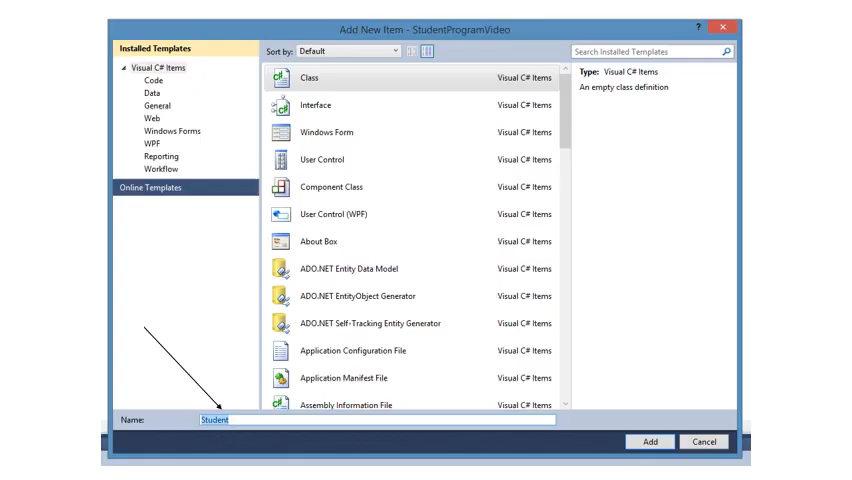 Add New Item - StudentProgramVideo
?
Installed Templates
Visual C# Items
Code
Data
General
Web
Windows Forms
WPF
Reporting
Workflow
Online Templates
Sort by: Default
Class Visual C# Items
Interface Visual C# Items
Windows Form Visual C# Items
User Control Visual C# Items
Component Class Visual C# Items
User Control (WPF) Visual C# Items
About Box Visual C# Items
ADO.NET Entity Data Model Visual C# Items
ADO.NET EntityObject Generator Visual C# Items
ADO.NET Self-Tracking Entity Generator Visual C# Items
Application Configuration File Visual C# Items
Application Manifest File Visual C# Items
Assembly Information File Visual C# Items
Search Installed Templates
Type: Visual C# Items
An empty class definition
Name: Student
Add Cancel